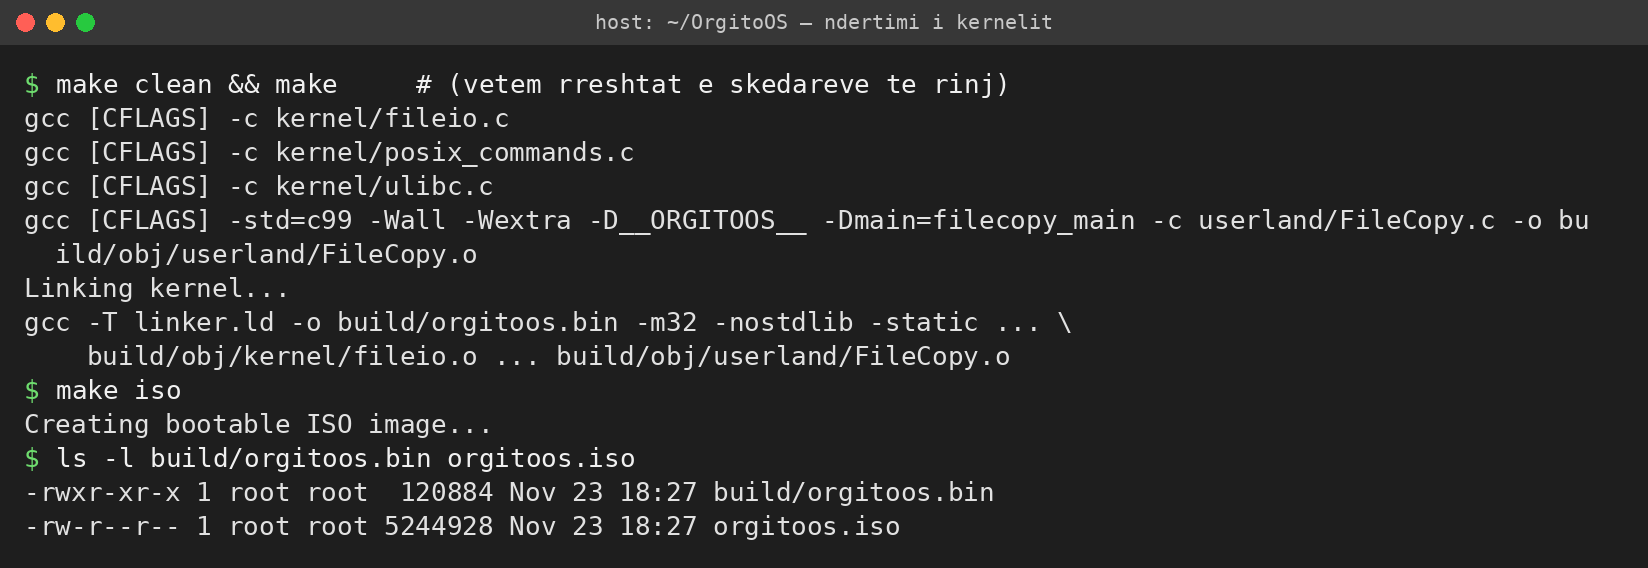 host: ~/OrgitoOS — ndertimi i kernelit
$ make clean && make     # (vetem rreshtat e skedareve te rinj)
gcc [CFLAGS] -c kernel/fileio.c
gcc [CFLAGS] -c kernel/posix_commands.c
gcc [CFLAGS] -c kernel/ulibc.c
gcc [CFLAGS] -std=c99 -Wall -Wextra -D__ORGITOOS__ -Dmain=filecopy_main -c userland/FileCopy.c -o bu
  ild/obj/userland/FileCopy.o
Linking kernel...
gcc -T linker.ld -o build/orgitoos.bin -m32 -nostdlib -static ... \
    build/obj/kernel/fileio.o ... build/obj/userland/FileCopy.o
$ make iso
Creating bootable ISO image...
$ ls -l build/orgitoos.bin orgitoos.iso
-rwxr-xr-x 1 root root  120884 Nov 23 18:27 build/orgitoos.bin
-rw-r--r-- 1 root root 5244928 Nov 23 18:27 orgitoos.iso